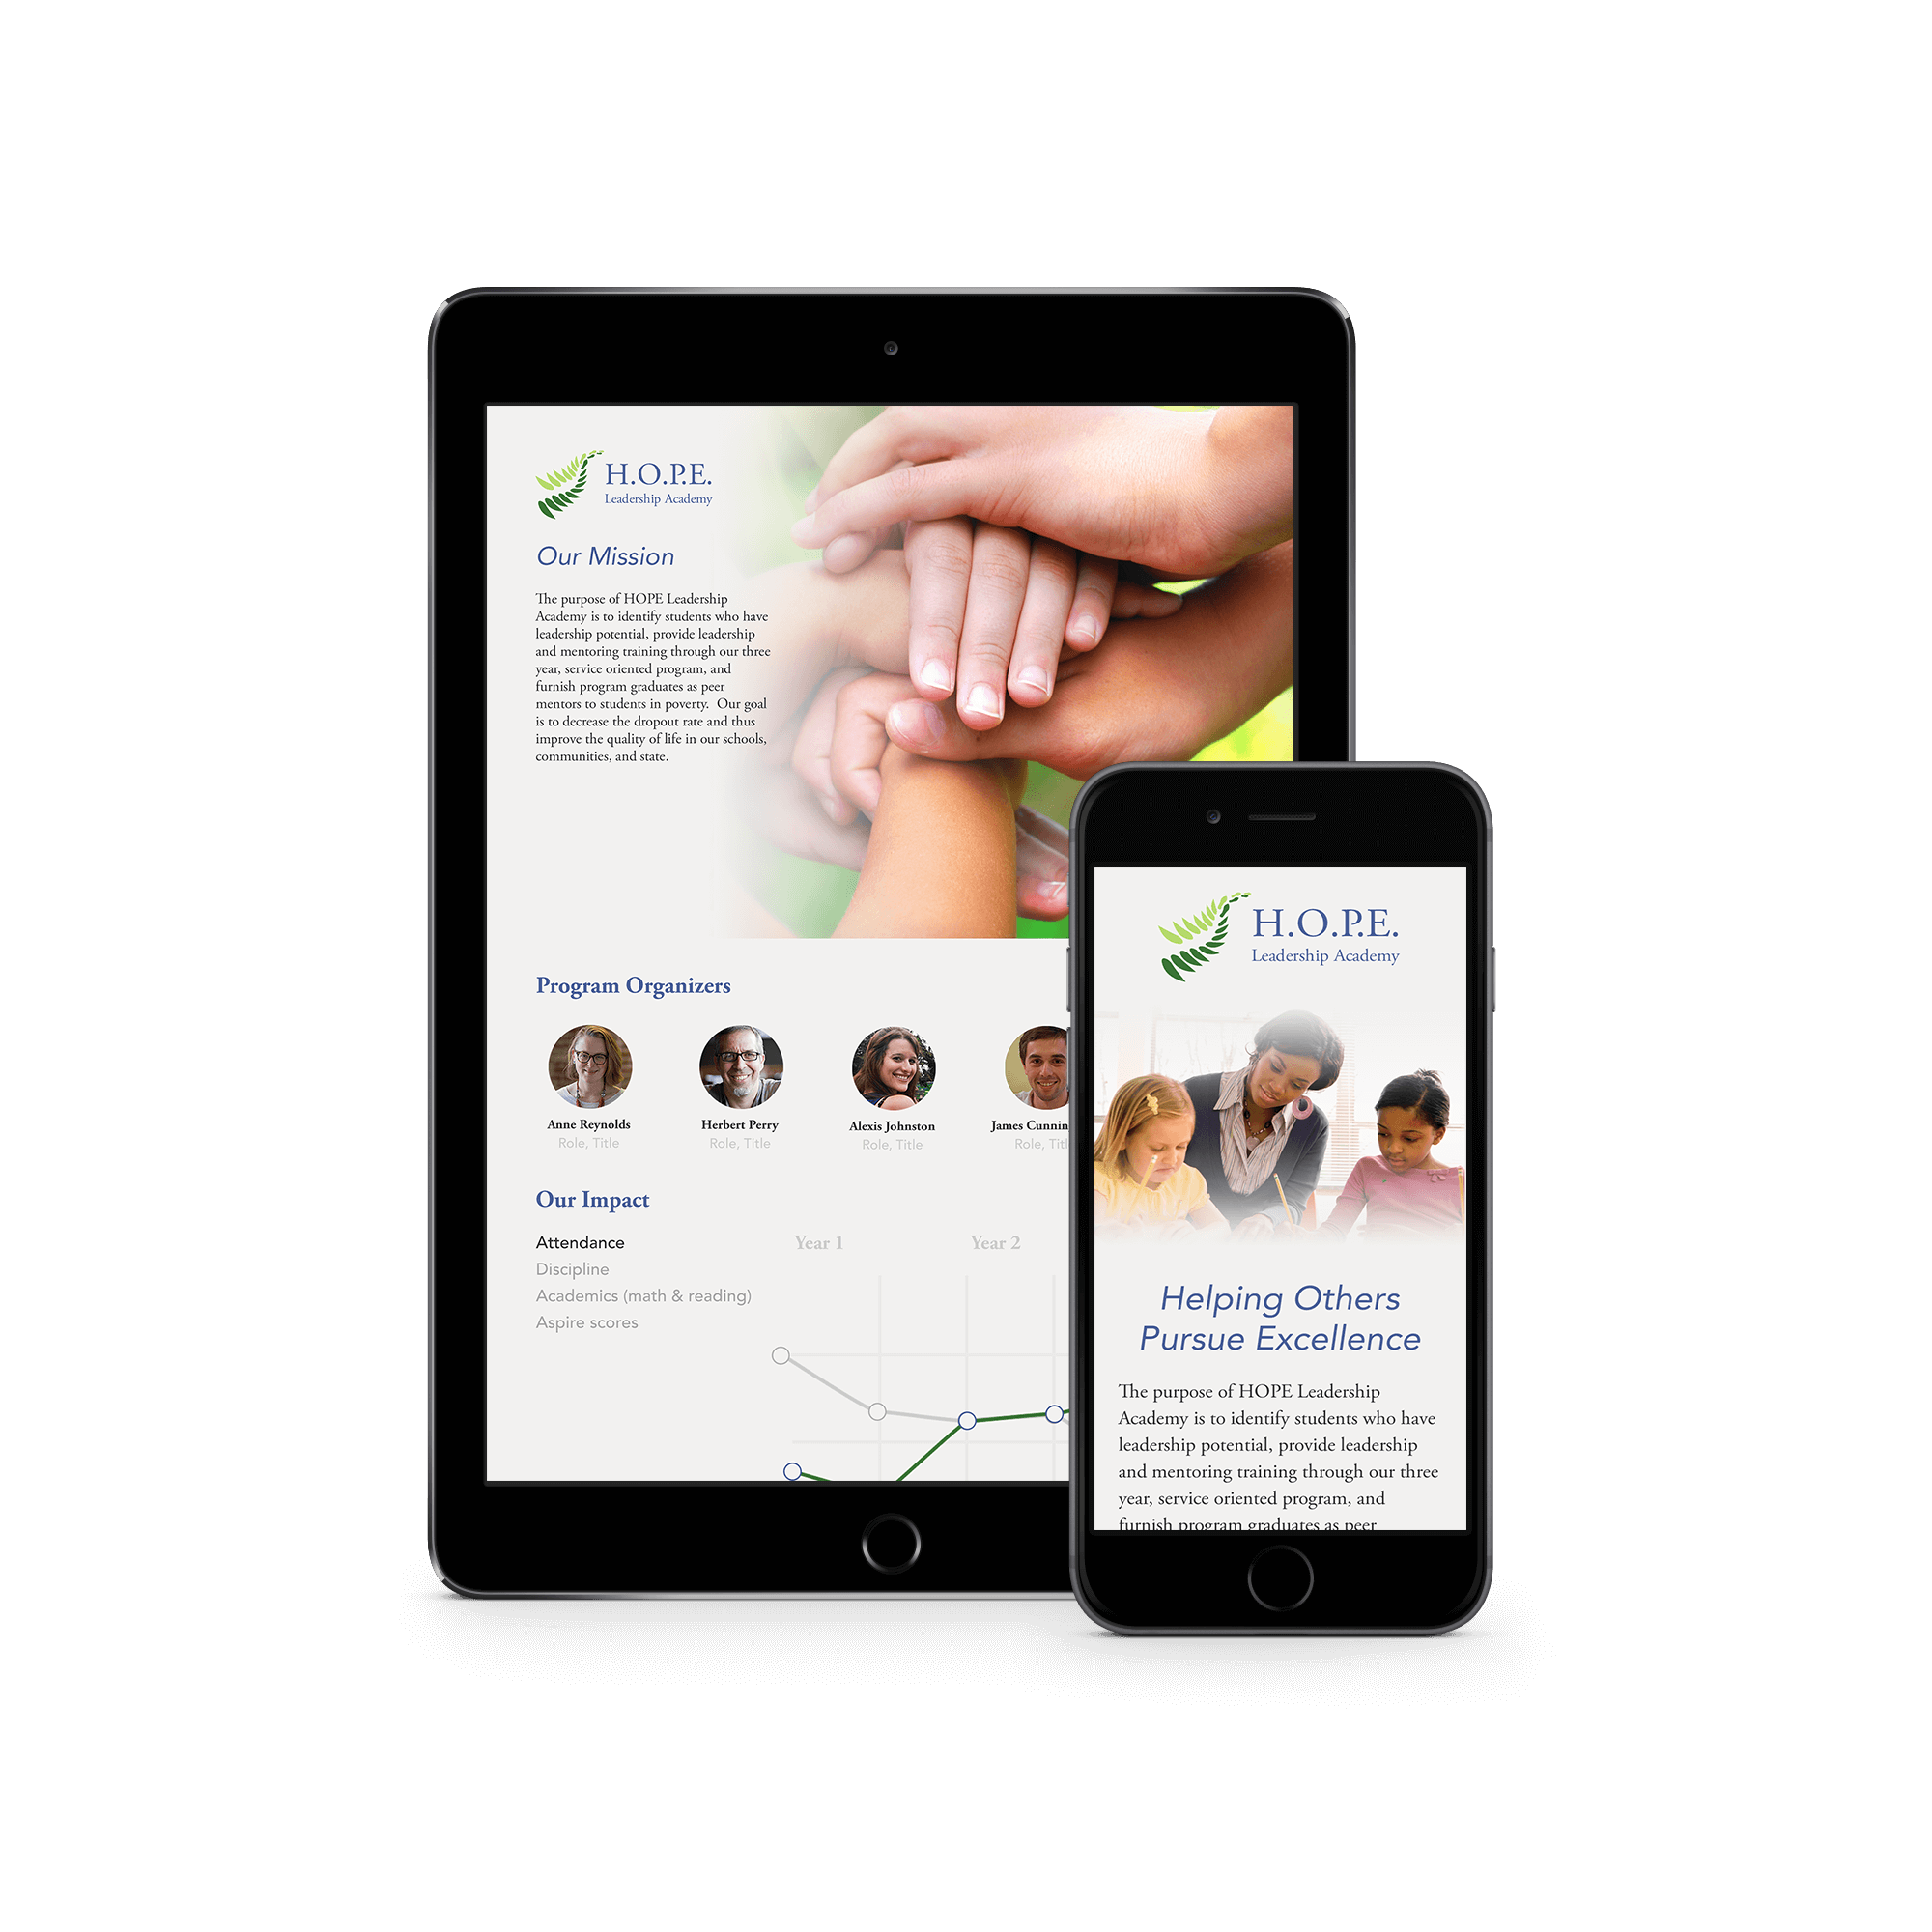 H.O.P.E.
Leadership Academy
Our Mission
The purpose of HOPE Leadership
Academy is to identify students who have
leadership potential, provide leadership
and mentoring training through our three
year, service oriented program, and
furnish program graduates as peer
mentors to students in poverty.  Our goal
is to decrease the dropout rate and thus
improve the quality of life in our schools,
communities, and state.
Program Organizers
Anne Reynolds
Role, Title
Herbert Perry
Role, Title
Alexis Johnston
Role, Title
James
Role,
Our Impact
Attendance
Discipline
Academics (math & reading)
Aspire scores
Year 1
Year 2
H.O.P.E.
Leadership Academy
Helping Others
Pursue Excellence
The purpose of HOPE Leadership
Academy is to identify students who have
leadership potential, provide leadership
and mentoring training through our three
year, service oriented program, and
furnish program graduates as peer